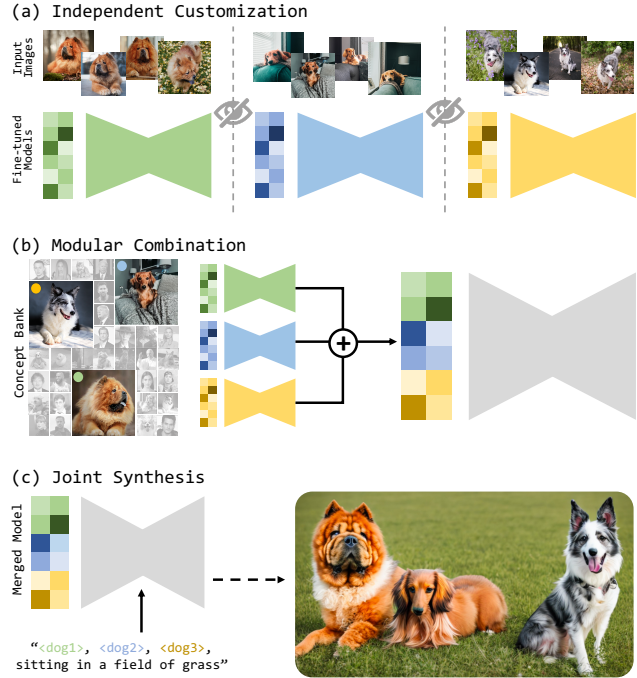 (a) Independent Customization
Input
Images
Fine-tuned
Models
(b) Modular Combination
Concept Bank
(c) Joint Synthesis
Merged Model
“<dog1>, <dog2>, <dog3>,
sitting in a field of grass”